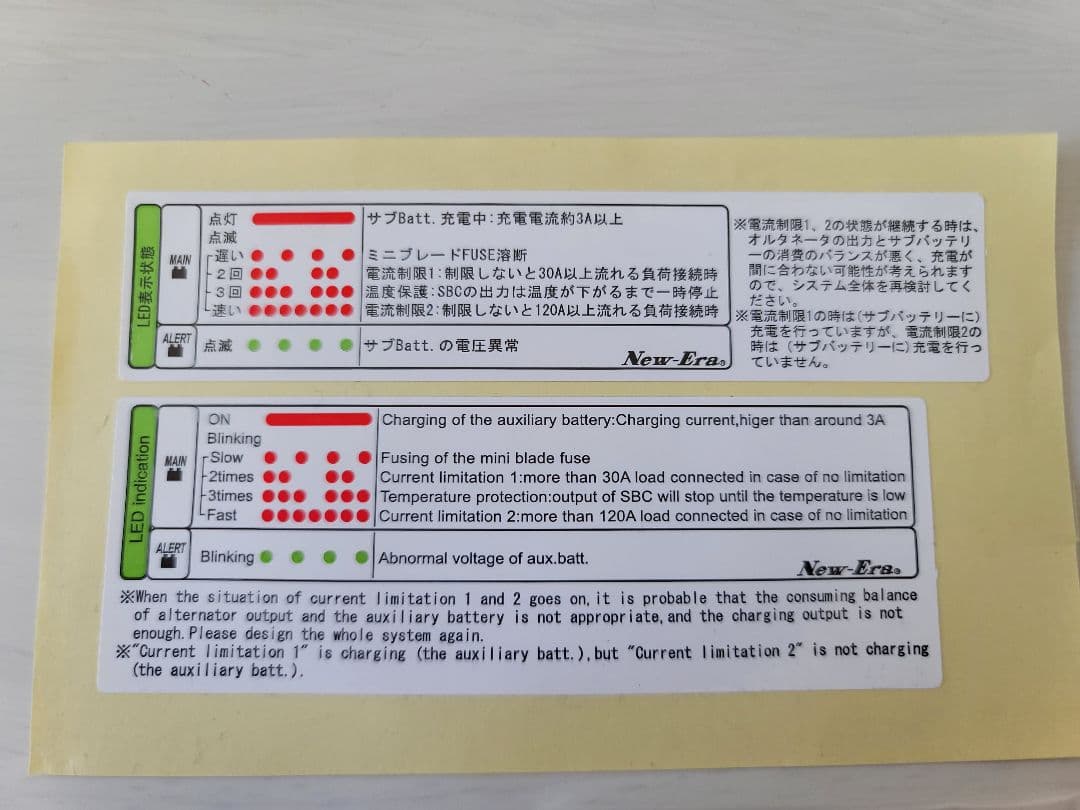 LED表示状態
MAIN
点灯 サブBatt.充電中:充電電流約3A以上
点滅
遅い ミニブレードFUSE溶断
2回 電流制限1:制限しないと30A以上流れる負荷接続時
3回 温度保護:SBCの出力は温度が下がるまで一時停止
速い 電流制限2:制限しないと120A以上流れる負荷接続時
ALERT
点滅 サブBatt.の電圧異常
New-Era®
※電流制限1、2の状態が継続する時は、
オルタネータの出力とサブバッテリ
ーの消費のバランスが悪く、充電が
間に合わない可能性が考えられます
ので、システム全体を再検討してく
ださい。
※電流制限1の時は(サブバッテリーに)
充電を行っていますが、電流制限2の
時は(サブバッテリーに)充電を行っ
ていません。
LED indication
MAIN
ON Charging of the auxiliary battery:Charging current,higer than around 3A
Blinking
Slow Fusing of the mini blade fuse
2times Current limitation 1:more than 30A load connected in case of no limitation
3times Temperature protection:output of SBC will stop until the temperature is low
Fast Current limitation 2:more than 120A load connected in case of no limitation
ALERT
Blinking Abnormal voltage of aux.batt.
New-Era®
※When the situation of current limitation 1 and 2 goes on,it is probable that the consuming balance
of alternator output and the auxiliary battery is not appropriate,and the charging output is not
enough.Please design the whole system again.
※"Current limitation 1" is charging (the auxiliary batt.),but "Current limitation 2" is not charging
(the auxiliary batt.).